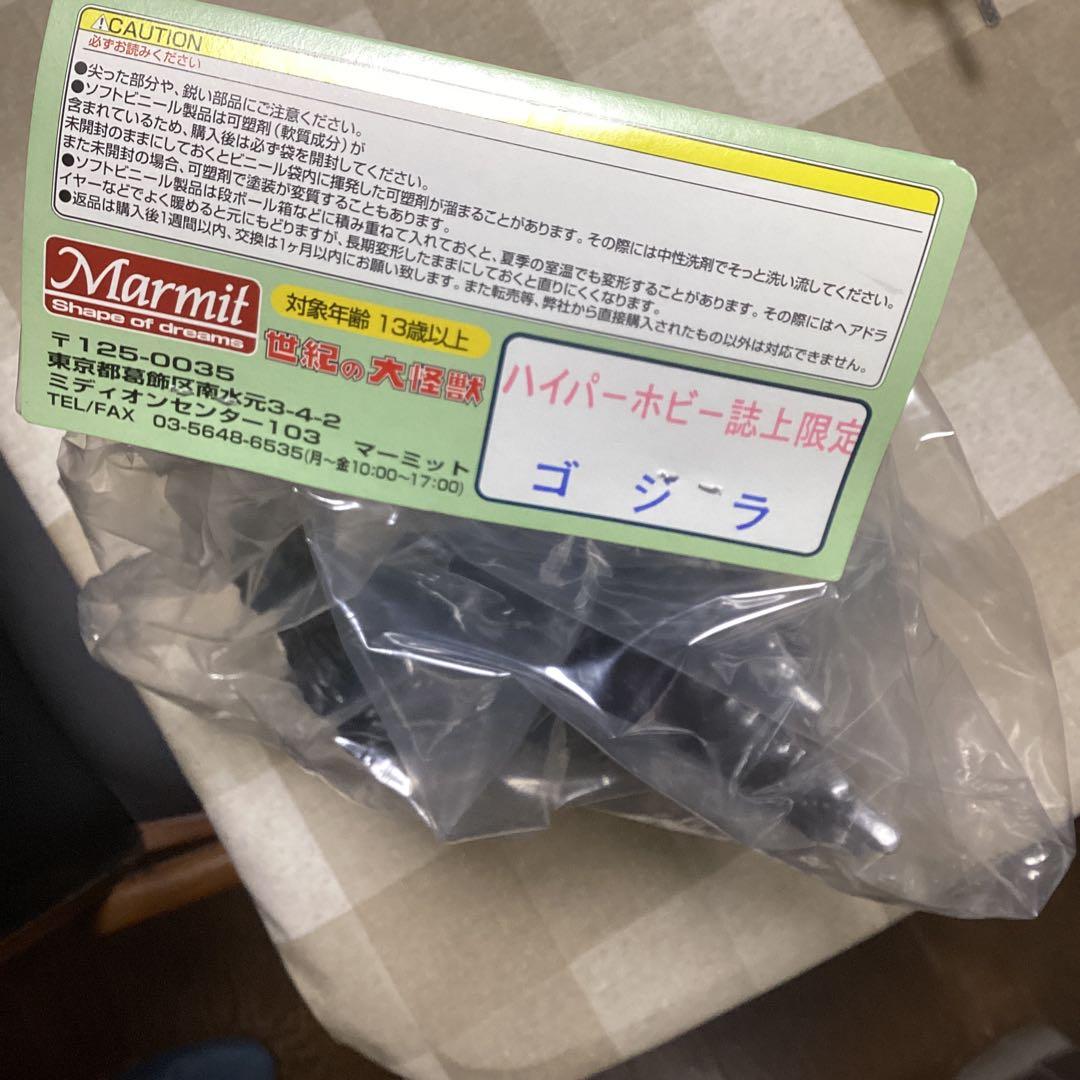 ⚠CAUTION
必ずお読みください
●尖った部分や、鋭い部品にご注意ください。
●ソフトビニール製品は可塑剤(軟質成分)が
含まれているため、購入後は必ず袋を開封してください。
未開封のままにしておくとビニール袋内に揮発した可塑剤が溜まることがあります。その際には中性洗剤でそっと洗い流してください。
また未開封の場合、可塑剤で塗装が変質することもあります。
●ソフトビニール製品は段ボール箱などに積み重ねて入れておくと、夏季の室温でも変形することがあります。その際にはヘアドラ
イヤーなどでよく暖めると元にもどりますが、長期変形したままにしておくと直りにくくなります。
●返品は購入後1週間以内、交換は1ヶ月以内にお願い致します。また転売等、弊社から直接購入されたもの以外は対応できません。
Marmit
Shape of dreams
対象年齢 13歳以上
世紀の大怪獣
〒125-0035
東京都葛飾区南水元3-4-2
ミディオンセンター103 マーミット
TEL/FAX 03-5648-6535(月〜金10:00〜17:00)
ハイパーホビー誌上限定
ゴジラ